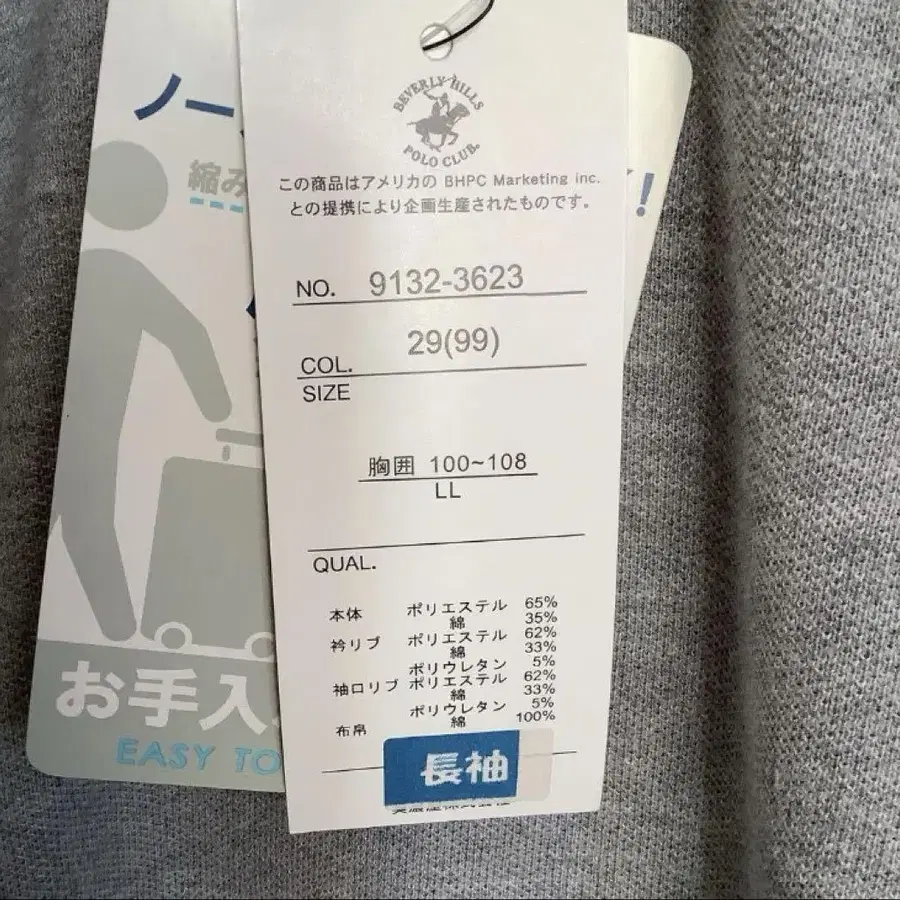 BEVERLY HILLS
POLO CLUB
この商品はアメリカの BHPC Marketing inc.
との提携により企画生産されたものです。
NO. 9132-3623
COL. 29(99)
SIZE
胸囲 100~108
LL
QUAL.
本体 ポリエステル 65%
綿 35%
衿リブ ポリエステル 62%
綿 33%
ポリウレタン 5%
袖口リブ ポリエステル 62%
綿 33%
ポリウレタン 5%
布帛 綿 100%
長袖
ノー
縮み
!
お手入
EASY TO